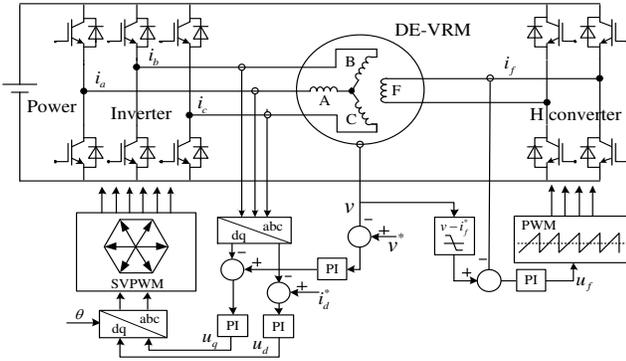 DE-VRM
i_b
B
i_f
i_a
A
F
Power
Inverter
i_c
C
H converter
v
abc
dq
v-i_f^*
PWM
-
+
v^*
SVPWM
-
+
PI
-
+
-
+
i_d^*
PI
u_f
θ
abc
dq
PI
PI
u_q
u_d